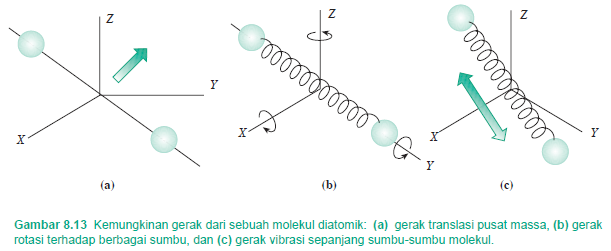 Z
Y
X
(a)
Z
X
Y
(b)
Z
X
Y
(c)
Gambar 8.13 Kemungkinan gerak dari sebuah molekul diatomik: (a) gerak translasi pusat massa, (b) gerak
rotasi terhadap berbagai sumbu, dan (c) gerak vibrasi sepanjang sumbu-sumbu molekul.